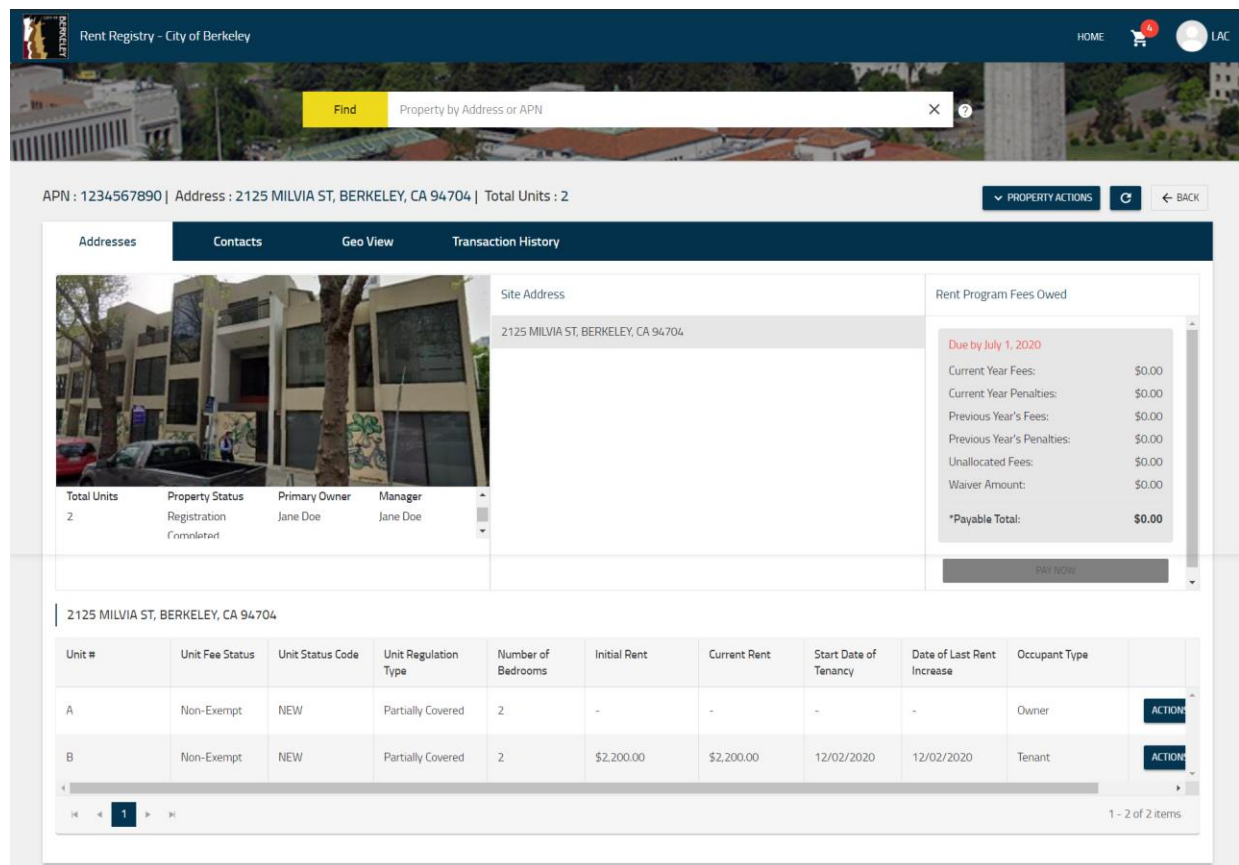 CITY OF
BERKELEY
Rent Registry - City of Berkeley
HOME
4
LAC
Find
Property by Address or APN
?
APN : 1234567890 | Address : 2125 MILVIA ST, BERKELEY, CA 94704 | Total Units : 2
PROPERTY ACTIONS
BACK
Addresses Contacts Geo View Transaction History
Site Address
2125 MILVIA ST, BERKELEY, CA 94704
Total Units Property Status Primary Owner Manager
2 Registration Jane Doe Jane Doe
Completed
Rent Program Fees Owed
Due by July 1, 2020
Current Year Fees: $0.00
Current Year Penalties: $0.00
Previous Year's Fees: $0.00
Previous Year's Penalties: $0.00
Unallocated Fees: $0.00
Waiver Amount: $0.00
*Payable Total: $0.00
PAY NOW
2125 MILVIA ST, BERKELEY, CA 94704
Unit # Unit Fee Status Unit Status Code Unit Regulation Number of Initial Rent Current Rent Start Date of Date of Last Rent Occupant Type
Type Bedrooms Tenancy Increase
A Non-Exempt NEW Partially Covered 2 - - - - Owner ACTIONS
B Non-Exempt NEW Partially Covered 2 $2,200.00 $2,200.00 12/02/2020 12/02/2020 Tenant ACTIONS
1
1 - 2 of 2 items